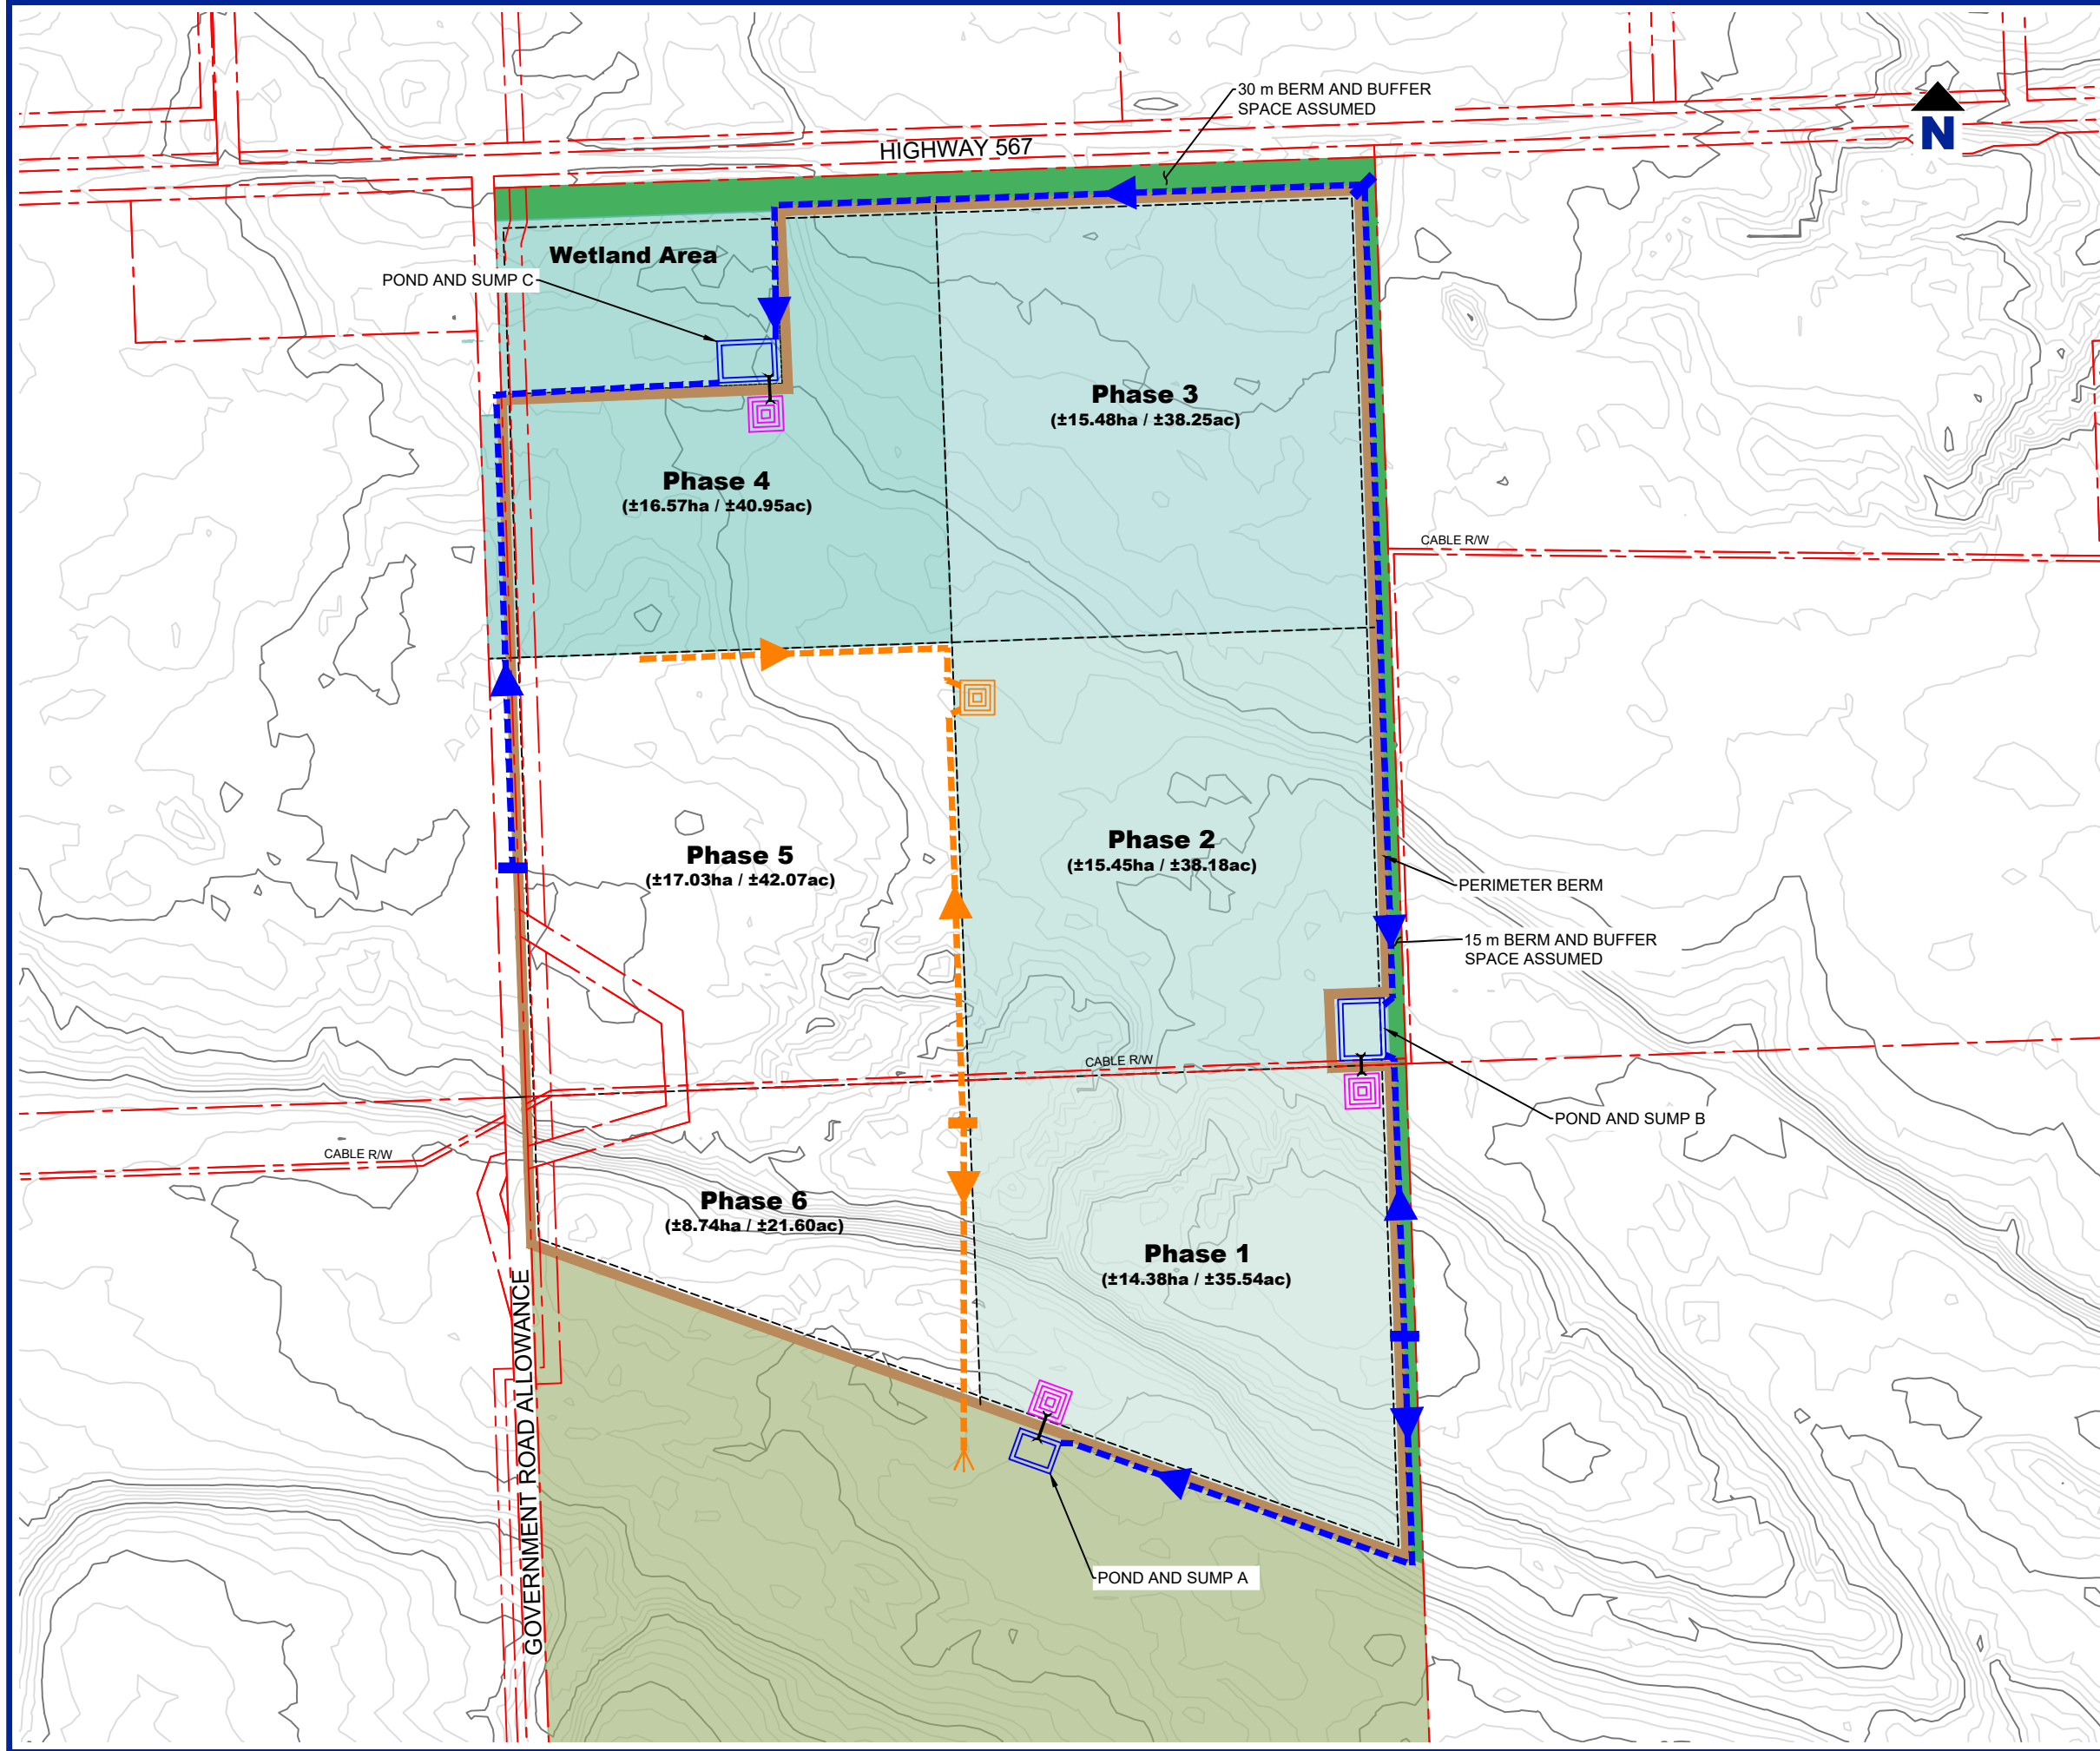 30 m BERM AND BUFFER
SPACE ASSUMED
N
HIGHWAY 567
Wetland Area
POND AND SUMP C
Phase 3
(±15.48ha / ±38.25ac)
Phase 4
(±16.57ha / ±40.95ac)
CABLE R/W
Phase 2
(±15.45ha / ±38.18ac)
Phase 5
(±17.03ha / ±42.07ac)
PERIMETER BERM
15 m BERM AND BUFFER
SPACE ASSUMED
CABLE R/W
POND AND SUMP B
CABLE R/W
Phase 6
(±8.74ha / ±21.60ac)
Phase 1
(±14.38ha / ±35.54ac)
GOVERNMENT ROAD ALLOWANCE
POND AND SUMP A